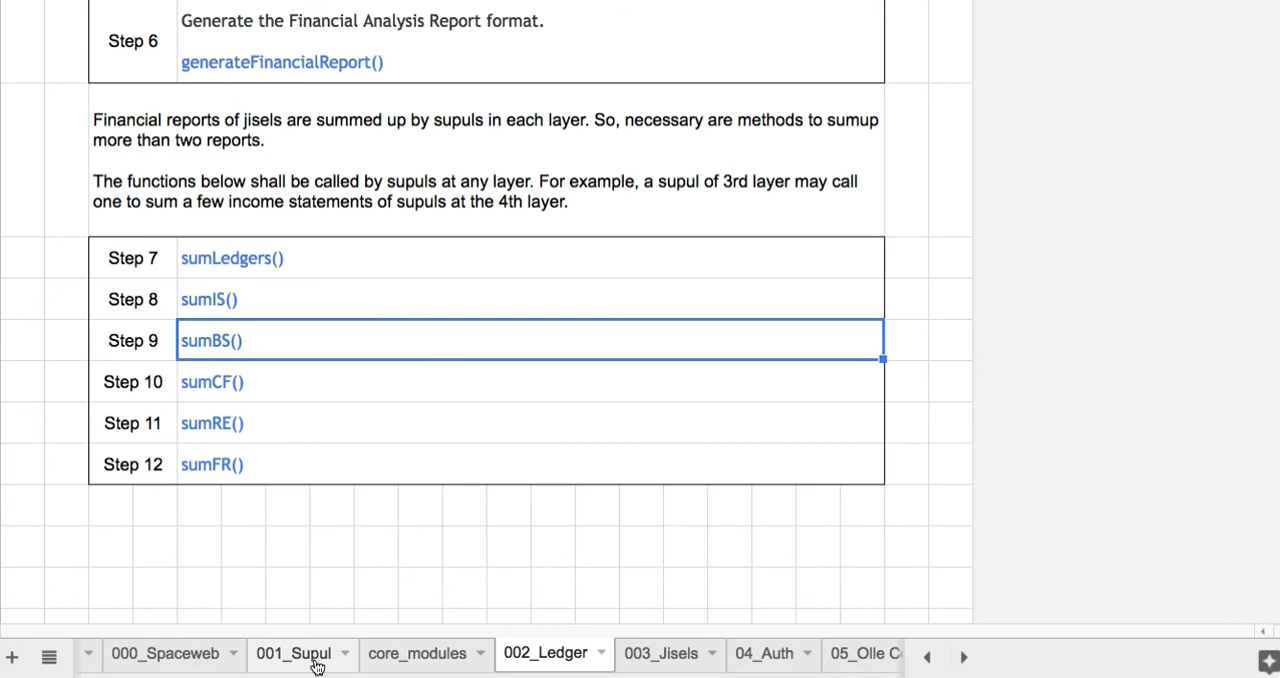 Generate the Financial Analysis Report format.
Step 6
generateFinancialReport()
Financial reports of jisels are summed up by supuls in each layer. So, necessary are methods to sumup
more than two reports.
The functions below shall be called by supuls at any layer. For example, a supul of 3rd layer may call
one to sum a few income statements of supuls at the 4th layer.
Step 7 sumLedgers()
Step 8 sumIS()
Step 9 sumBS()
Step 10 sumCF()
Step 11 sumRE()
Step 12 sumFR()
000_Spaceweb 001_Supul core_modules 002_Ledger 003_Jisels 04_Auth 05_Olle